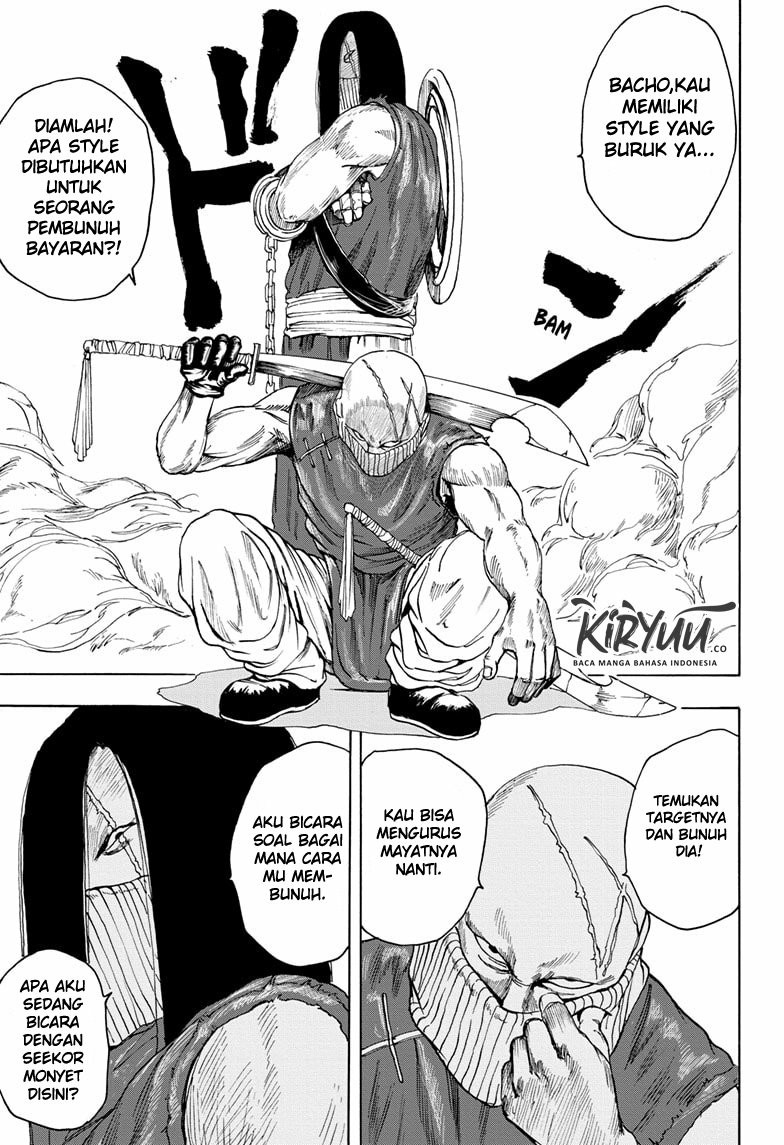 BACHO,KAU
MEMILIKI
STYLE YANG
BURUK YA...
DIAMLAH!
APA STYLE
DIBUTUHKAN
UNTUK
SEORANG
PEMBUNUH
BAYARAN?!
ドン
BAM
KIRYUU.CO
BACA MANGA BAHASA INDONESIA
TEMUKAN
TARGETNYA
DAN BUNUH
DIA!
KAU BISA
MENGURUS
MAYATNYA
NANTI.
AKU BICARA
SOAL BAGAI
MANA CARA
MU MEM-
BUNUH.
APA AKU
SEDANG
BICARA
DENGAN
SEEKOR
MONYET
DISINI?